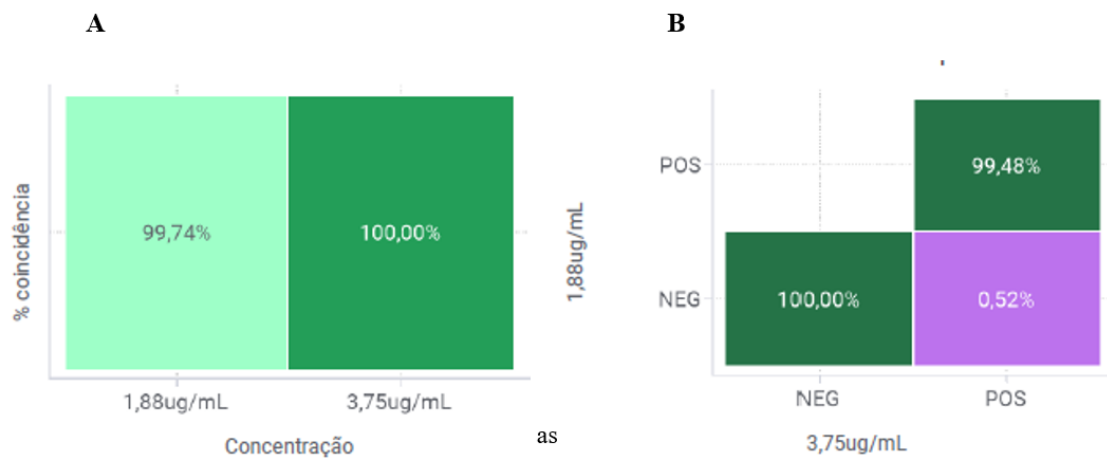 A
% coincidência
99,74%
100,00%
1,88ug/mL
3,75ug/mL
Concentração
as
B
1,88ug/mL
POS
99,48%
NEG
100,00%
0,52%
NEG
POS
3,75ug/mL